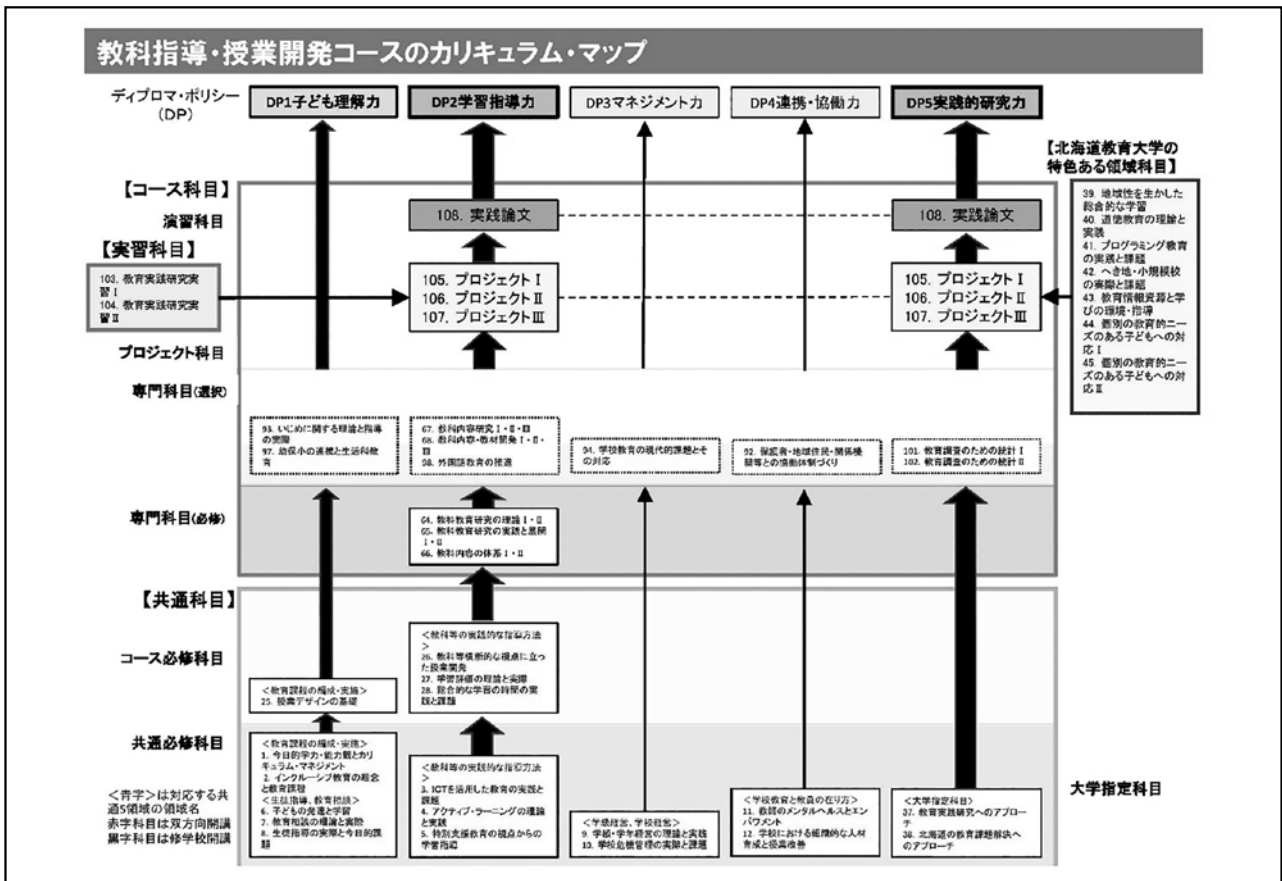 教科指導・授業開発コースのカリキュラム・マップ
ディプロマ・ポリシー
(DP)
DP1子ども理解力
DP2学習指導力
DP3マネジメント力
DP4連携・協働力
DP5実践的研究力
【北海道教育大学の
特色ある領域科目】
39. 地域性を生かした
総合的な学習
40. 道徳教育の理論と
実践
41. プログラミング教育
の実践と課題
42. へき地・小規模校
の実際と課題
43. 教育情報資源と学
びの環境・指導
44. 個別の教育的ニー
ズのある子どもへの対
応Ⅰ
45. 個別の教育的ニー
ズのある子どもへの対
応Ⅱ
【コース科目】
演習科目
108. 実践論文
108. 実践論文
【実習科目】
103. 教育実践研究実
習Ⅰ
104. 教育実践研究実
習Ⅱ
105. プロジェクトⅠ
106. プロジェクトⅡ
107. プロジェクトⅢ
105. プロジェクトⅠ
106. プロジェクトⅡ
107. プロジェクトⅢ
プロジェクト科目
専門科目(選択)
93. いじめに関する理論と指導
の実際
97. 幼保小の連携と生活科教
育
67. 教科内容研究Ⅰ・Ⅱ・Ⅲ
68. 教科内容・教材開発Ⅰ・Ⅱ・
Ⅲ
98. 外国語教育の推進
94. 学校教育の現代的課題とそ
の対応
92. 保護者・地域住民・関係機
関等との協働体制づくり
101. 教育調査のための統計Ⅰ
102. 教育調査のための統計Ⅱ
専門科目(必修)
64. 教科教育研究の理論Ⅰ・Ⅱ
65. 教科教育研究の実践と展開
Ⅰ・Ⅱ
66. 教科内容の体系Ⅰ・Ⅱ
【共通科目】
コース必修科目
<教育課程の編成・実施>
25. 授業デザインの基礎
<教科等の実践的な指導方法
>
26. 教科等横断的な視点に立っ
た授業開発
27. 学習評価の理論と実際
28. 総合的な学習の時間の実
践と課題
共通必修科目
<教育課程の編成・実施>
1. 今日的学力・能力観とカリ
キュラム・マネジメント
2. インクルーシブ教育の理念
と教育課程
<生徒指導、教育相談>
6. 子どもの発達と学習
7. 教育相談の理論と実際
8. 生徒指導の実際と今日的課
題
<教科等の実践的な指導方法>
3. ICTを活用した教育の実践と
課題
4. アクティブ・ラーニングの理論
と実践
5. 特別支援教育の視点からの
学習指導
<学級経営、学校経営>
9. 学校・学年経営の理論と実践
10. 学校危機管理の実際と課題
<学校教育と教員の在り方>
11. 教師のメンタルヘルスとエン
パワメント
12. 学校における組織的な人材
育成と授業改善
<大学指定科目>
37. 教育実践研究へのアプロー
チ
38. 北海道の教育課題解決へ
のアプローチ
大学指定科目
<青字>は対応する共
通5領域の領域名
赤字科目は双方向開講
黒字科目は修学校開講